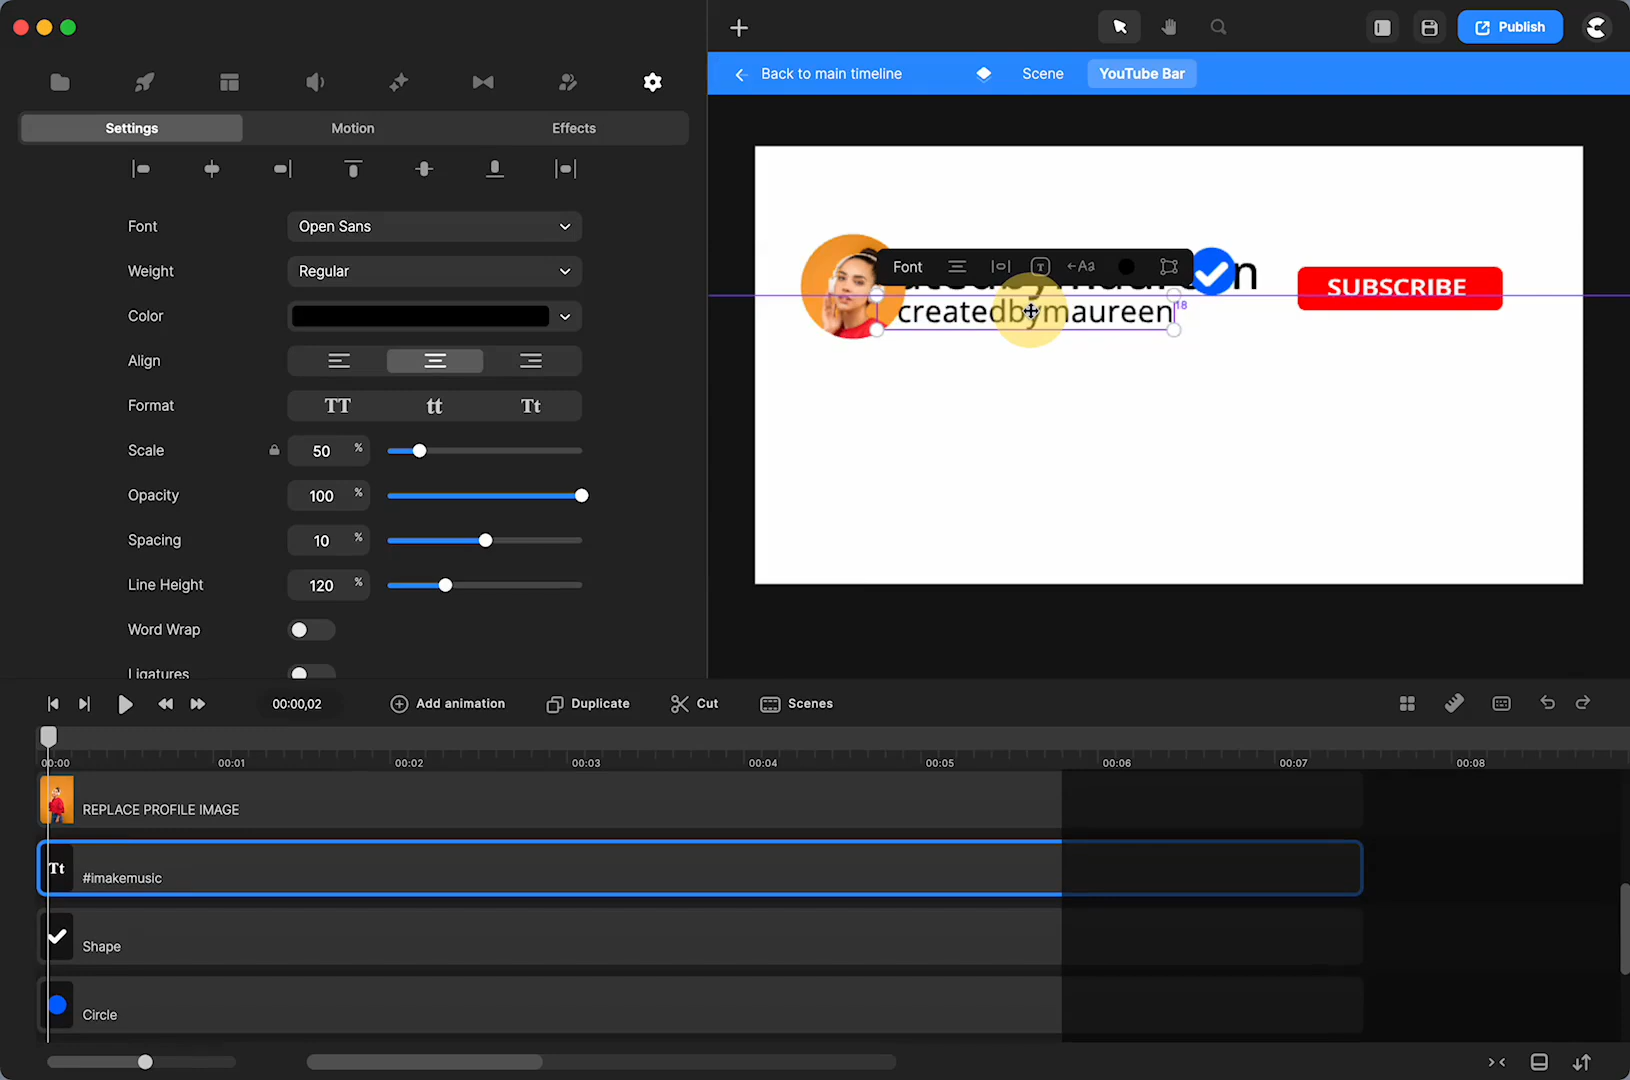 Publish
Back to main timeline
Scene
YouTube Bar
Settings
Motion
Effects
Font
Open Sans
Weight
Regular
Color
Align
Format
TT
tt
Tt
Scale
50 %
Opacity
100 %
Spacing
10 %
Line Height
120 %
Word Wrap
Ligatures
Font
T
Aa
createdbymaureen
createdbymaureen
18
SUBSCRIBE
00:00,02
Add animation
Duplicate
Cut
Scenes
00:00
00:01
00:02
00:03
00:04
00:05
00:06
00:07
00:08
REPLACE PROFILE IMAGE
Tt
#imakemusic
Shape
Circle